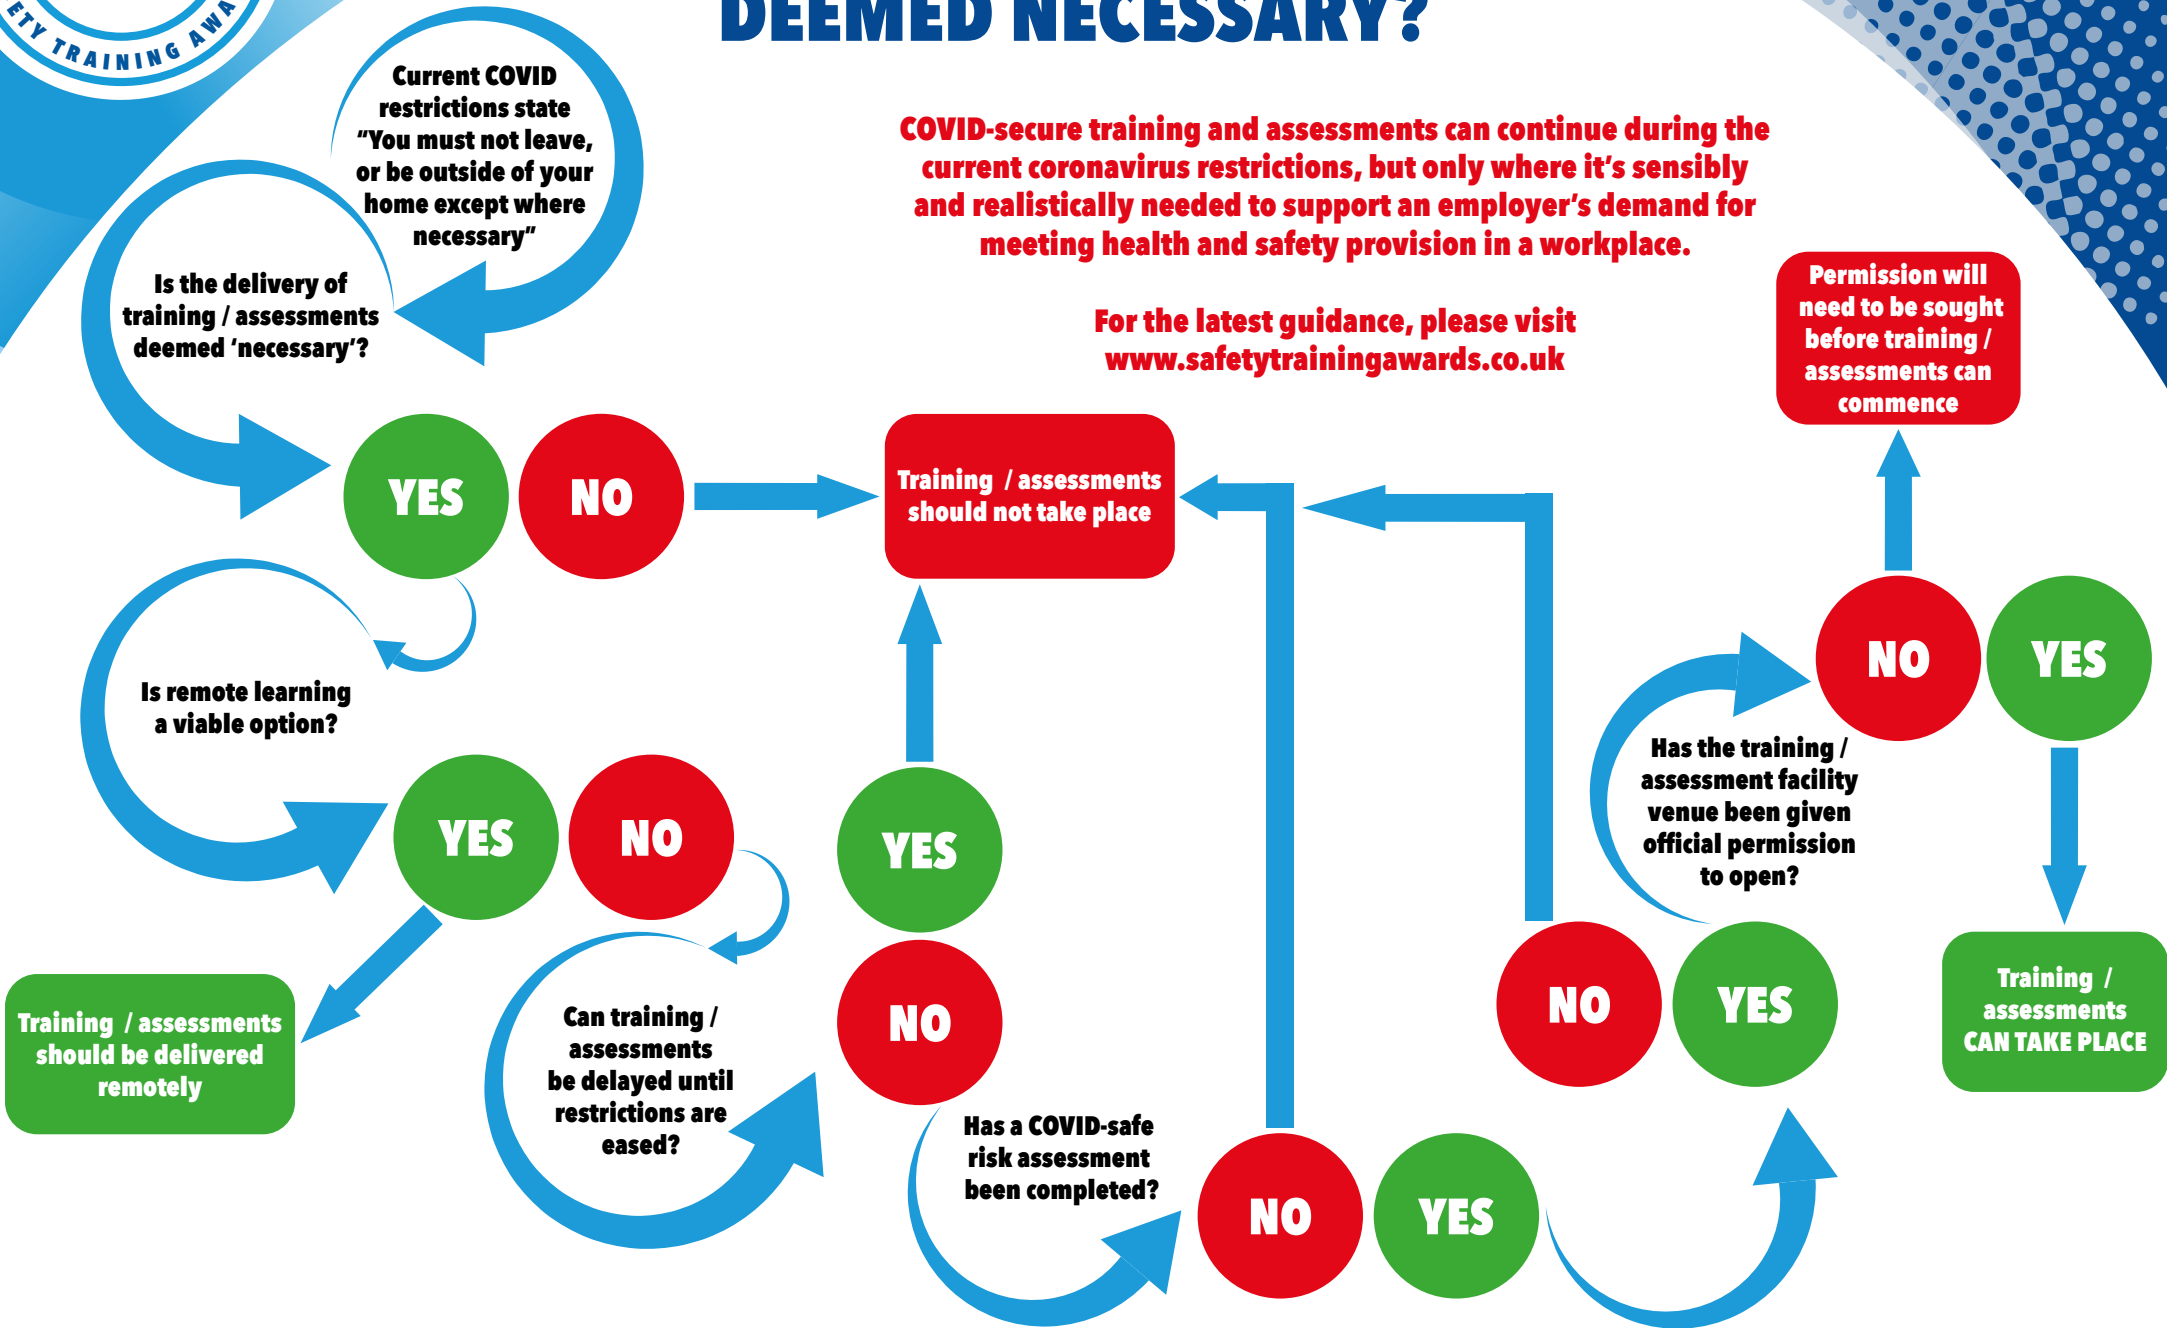 TRAINING
DEEMED NECESSARY?
Current COVID
restrictions state
“You must not leave,
or be outside of your
home except where
necessary”
COVID-secure training and assessments can continue during the
current coronavirus restrictions, but only where it’s sensibly
and realistically needed to support an employer’s demand for
meeting health and safety provision in a workplace.
For the latest guidance, please visit
www.safetytrainingawards.co.uk
Is the delivery of
training / assessments
deemed ‘necessary’?
YES
NO
Training / assessments
should not take place
Permission will
need to be sought
before training /
assessments can
commence
Is remote learning
a viable option?
YES
NO
Training / assessments
should be delivered
remotely
Can training /
assessments
be delayed until
restrictions are
eased?
YES
NO
Has a COVID-safe
risk assessment
been completed?
NO
YES
NO
YES
Has the training /
assessment facility
venue been given
official permission
to open?
NO
YES
Training /
assessments
CAN TAKE PLACE